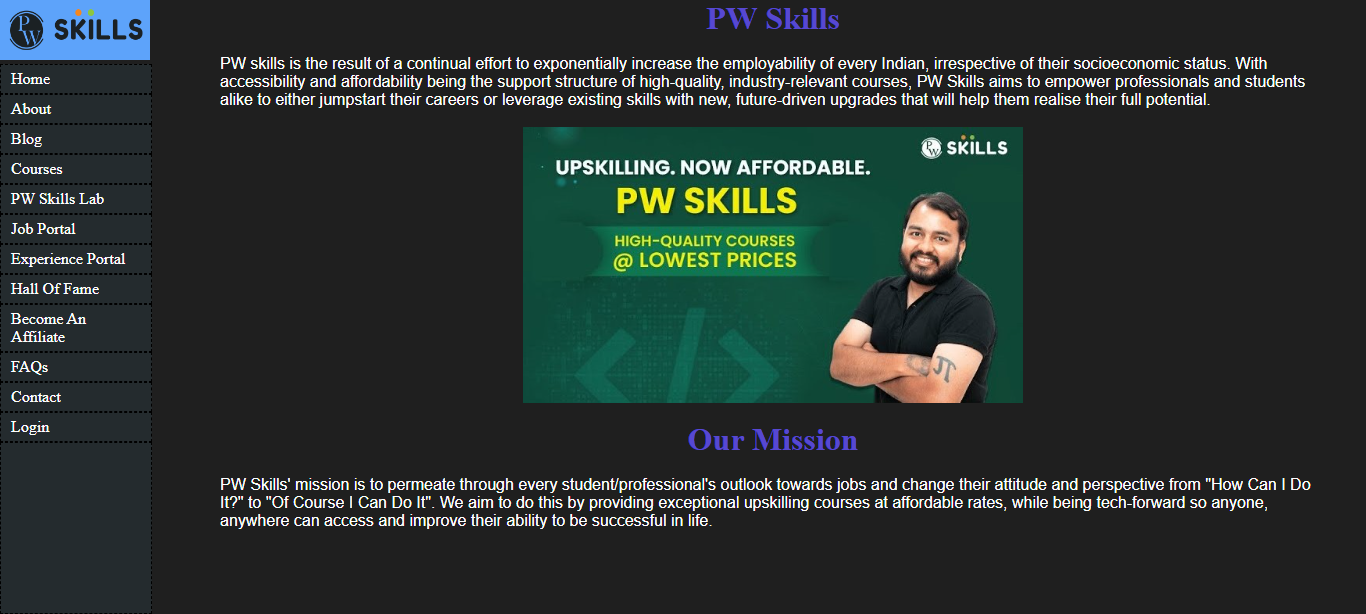 PW SKILLS
Home
About
Blog
Courses
PW Skills Lab
Job Portal
Experience Portal
Hall Of Fame
Become An
Affiliate
FAQs
Contact
Login
PW Skills
PW skills is the result of a continual effort to exponentially increase the employability of every Indian, irrespective of their socioeconomic status. With
accessibility and affordability being the support structure of high-quality, industry-relevant courses, PW Skills aims to empower professionals and students
alike to either jumpstart their careers or leverage existing skills with new, future-driven upgrades that will help them realise their full potential.
PW SKILLS
UPSKILLING. NOW AFFORDABLE.
PW SKILLS
HIGH-QUALITY COURSES
@ LOWEST PRICES
Our Mission
PW Skills' mission is to permeate through every student/professional's outlook towards jobs and change their attitude and perspective from "How Can I Do
It?" to "Of Course I Can Do It". We aim to do this by providing exceptional upskilling courses at affordable rates, while being tech-forward so anyone,
anywhere can access and improve their ability to be successful in life.